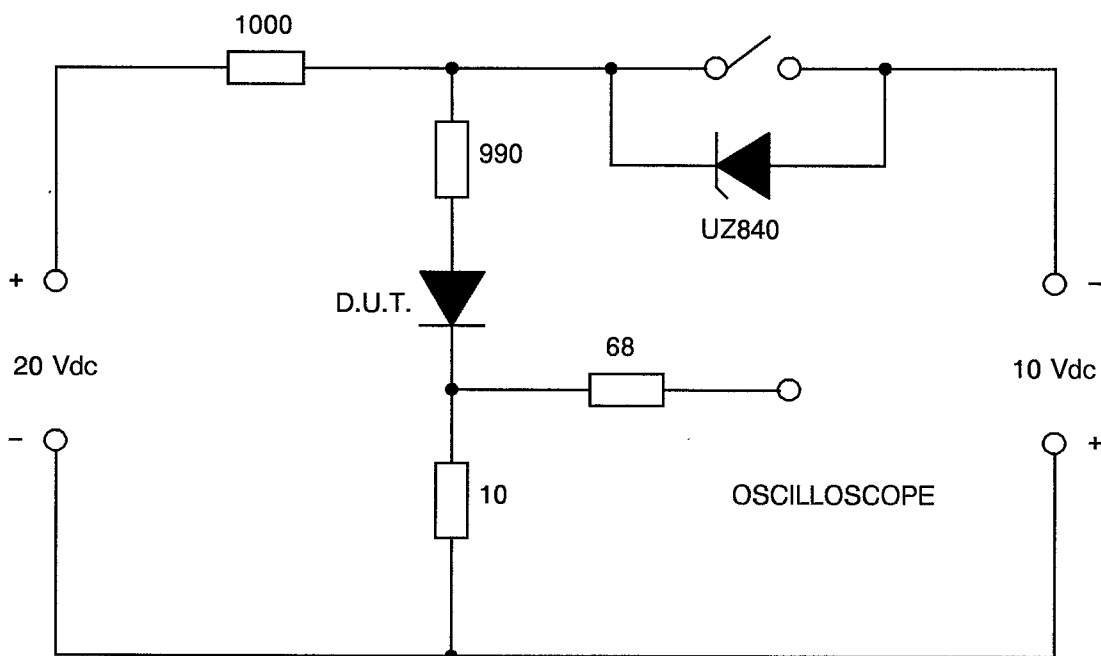 1000
990
UZ840
D.U.T.
+
−
20 Vdc
68
10 Vdc
−
+
10
OSCILLOSCOPE